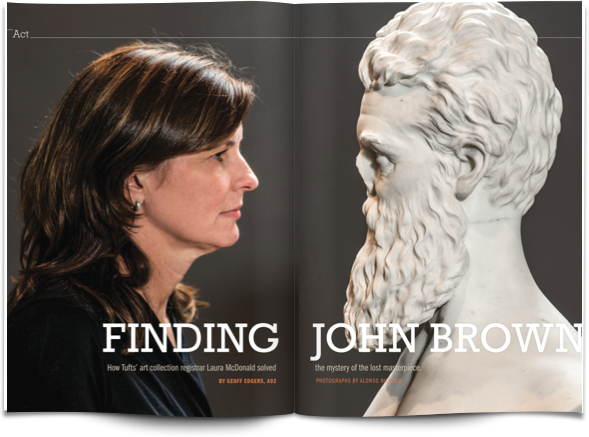 Act
FINDING JOHN BROWN
How Tufts' art collection registrar Laura McDonald solved the mystery of the lost masterpiece.
BY GEOFF EDGERS, A92
PHOTOGRAPHS BY ALONSO